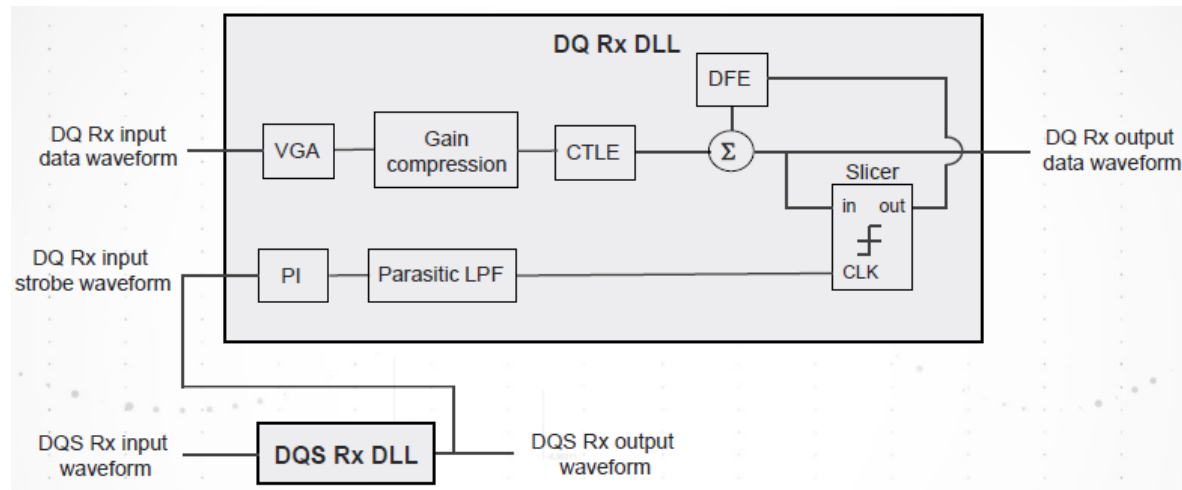 DQ Rx DLL
DFE
DQ Rx input
data waveform
VGA
Gain
compression
CTLE
Σ
DQ Rx output
data waveform
Slicer
in out
CLK
DQ Rx input
strobe waveform
PI
Parasitic LPF
DQS Rx input
waveform
DQS Rx DLL
DQS Rx output
waveform